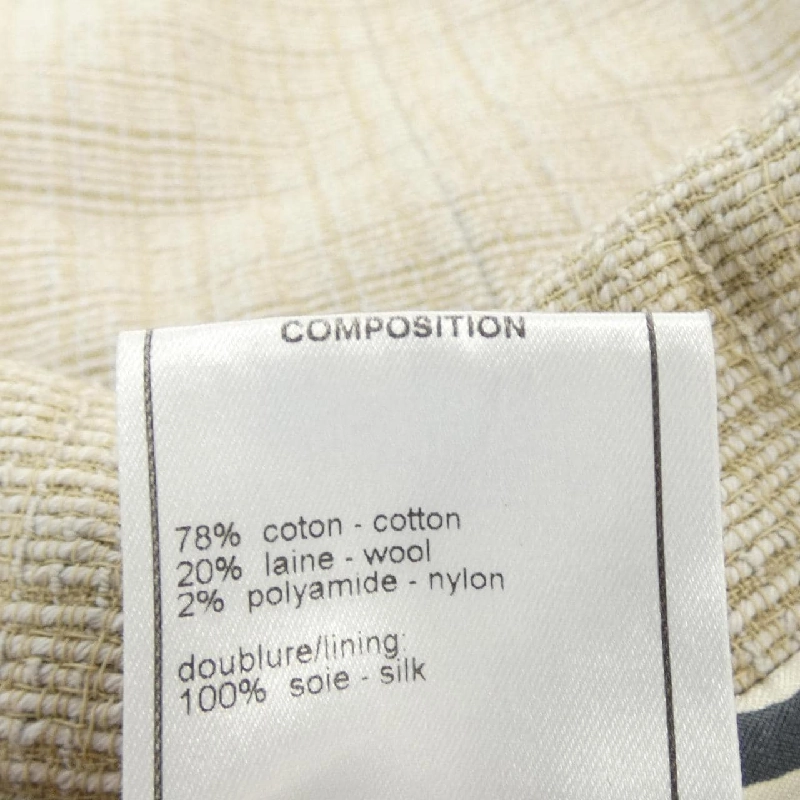 COMPOSITION
78% coton - cotton
20% laine - wool
2% polyamide - nylon
doublure/lining:
100% soie - silk